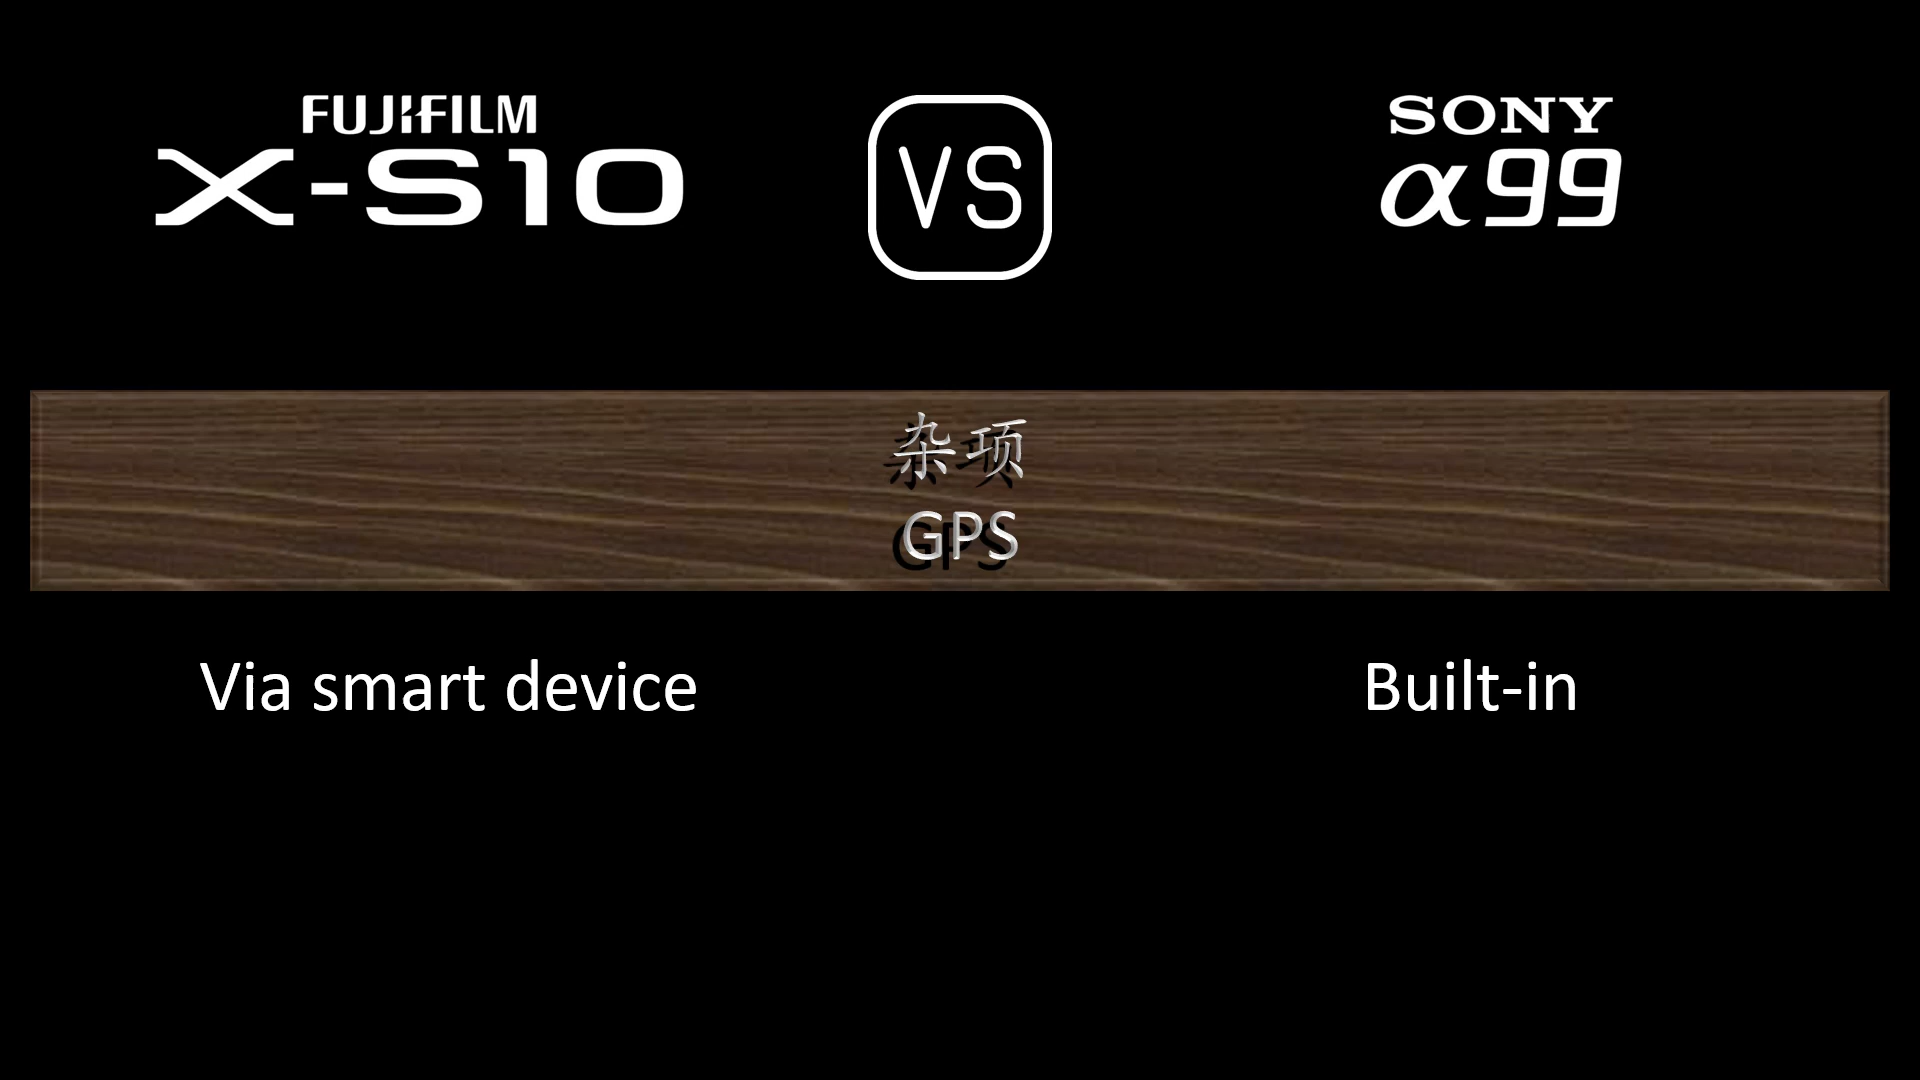 FUJIFILM
X-S10
VS
SONY
α99
杂项
GPS
Via smart device
Built-in